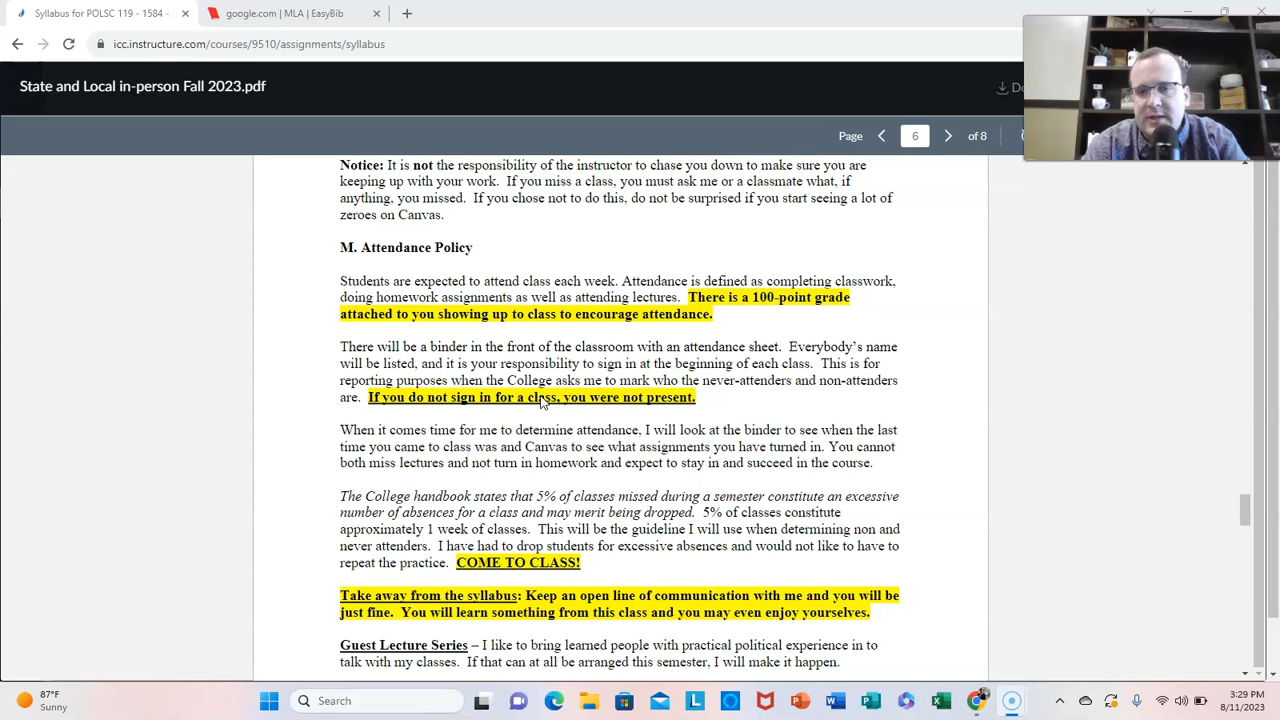 Syllabus for POLSC 119 - 1584 -
google.com | MLA | EasyBib
icc.instructure.com/courses/9510/assignments/syllabus
State and Local in-person Fall 2023.pdf
Page 6 of 8
Notice: It is not the responsibility of the instructor to chase you down to make sure you are
keeping up with your work. If you miss a class, you must ask me or a classmate what, if
anything, you missed. If you chose not to do this, do not be surprised if you start seeing a lot of
zeroes on Canvas.
M. Attendance Policy
Students are expected to attend class each week. Attendance is defined as completing classwork,
doing homework assignments as well as attending lectures. There is a 100-point grade
attached to you showing up to class to encourage attendance.
There will be a binder in the front of the classroom with an attendance sheet. Everybody's name
will be listed, and it is your responsibility to sign in at the beginning of each class. This is for
reporting purposes when the College asks me to mark who the never-attenders and non-attenders
are. If you do not sign in for a class, you were not present.
When it comes time for me to determine attendance, I will look at the binder to see when the last
time you came to class was and Canvas to see what assignments you have turned in. You cannot
both miss lectures and not turn in homework and expect to stay in and succeed in the course.
The College handbook states that 5% of classes missed during a semester constitute an excessive
number of absences for a class and may merit being dropped. 5% of classes constitute
approximately 1 week of classes. This will be the guideline I will use when determining non and
never attenders. I have had to drop students for excessive absences and would not like to have to
repeat the practice. COME TO CLASS!
Take away from the syllabus: Keep an open line of communication with me and you will be
just fine. You will learn something from this class and you may even enjoy yourselves.
Guest Lecture Series – I like to bring learned people with practical political experience in to
talk with my classes. If that can at all be arranged this semester, I will make it happen.
87°F
Sunny
Search
3:29 PM
8/11/2023